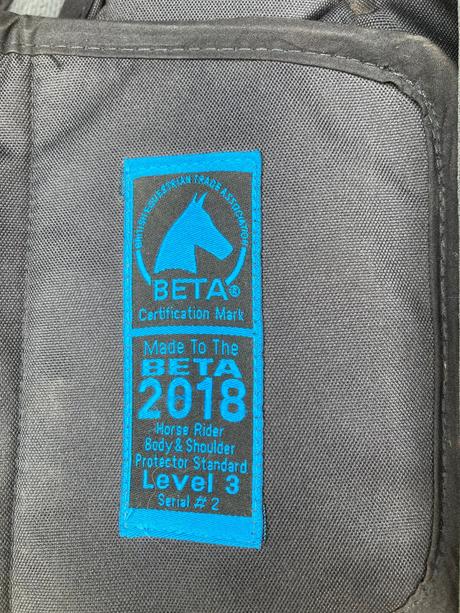 BRITISH EQUESTRIAN TRADE ASSOCIATION
BETA®
Certification Mark
Made To The
BETA
2018
Horse Rider
Body & Shoulder
Protector Standard
Level 3
Serial # 2